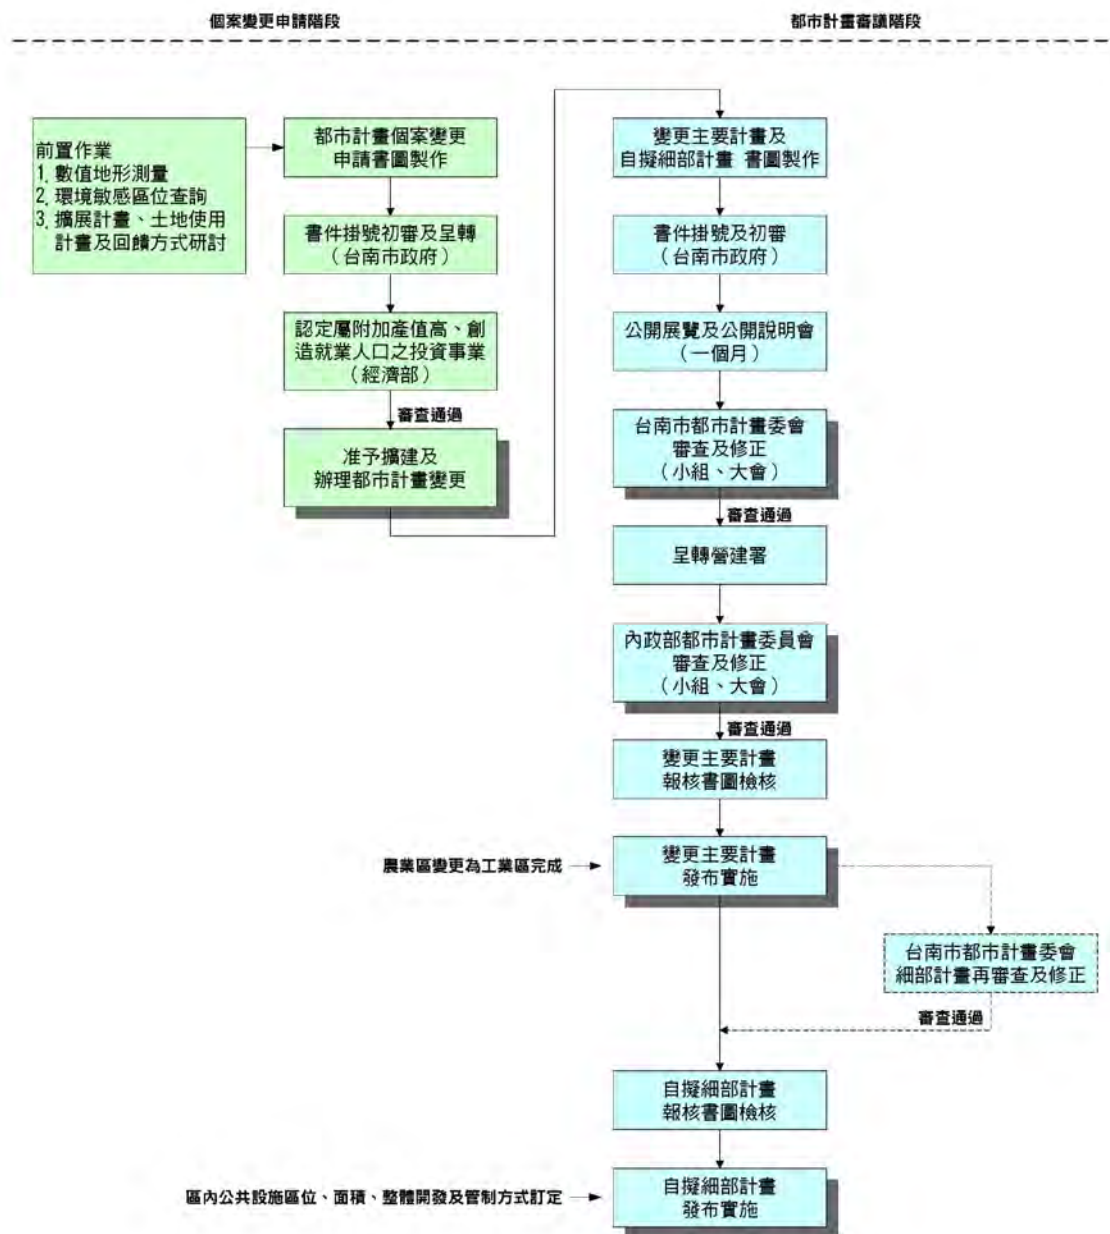 個案變更申請階段
都市計畫審議階段
前置作業
1. 數值地形測量
2. 環境敏感區位查詢
3. 擴展計畫、土地使用
計畫及回饋方式研討
都市計畫個案變更
申請書圖製作
書件掛號初審及呈轉
（台南市政府）
認定屬附加產值高、創
造就業人口之投資事業
（經濟部）
審查通過
准予擴建及
辦理都市計畫變更
變更主要計畫及
自擬細部計畫 書圖製作
書件掛號及初審
（台南市政府）
公開展覽及公開說明會
（一個月）
台南市都市計畫委會
審查及修正
（小組、大會）
審查通過
呈轉營建署
內政部都市計畫委員會
審查及修正
（小組、大會）
審查通過
變更主要計畫
報核書圖檢核
農業區變更為工業區完成
變更主要計畫
發布實施
台南市都市計畫委會
細部計畫再審查及修正
審查通過
自擬細部計畫
報核書圖檢核
區內公共設施區位、面積、整體開發及管制方式訂定
自擬細部計畫
發布實施